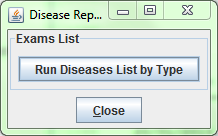 Disease Rep...
Exams List
Run Diseases List by Type
Close